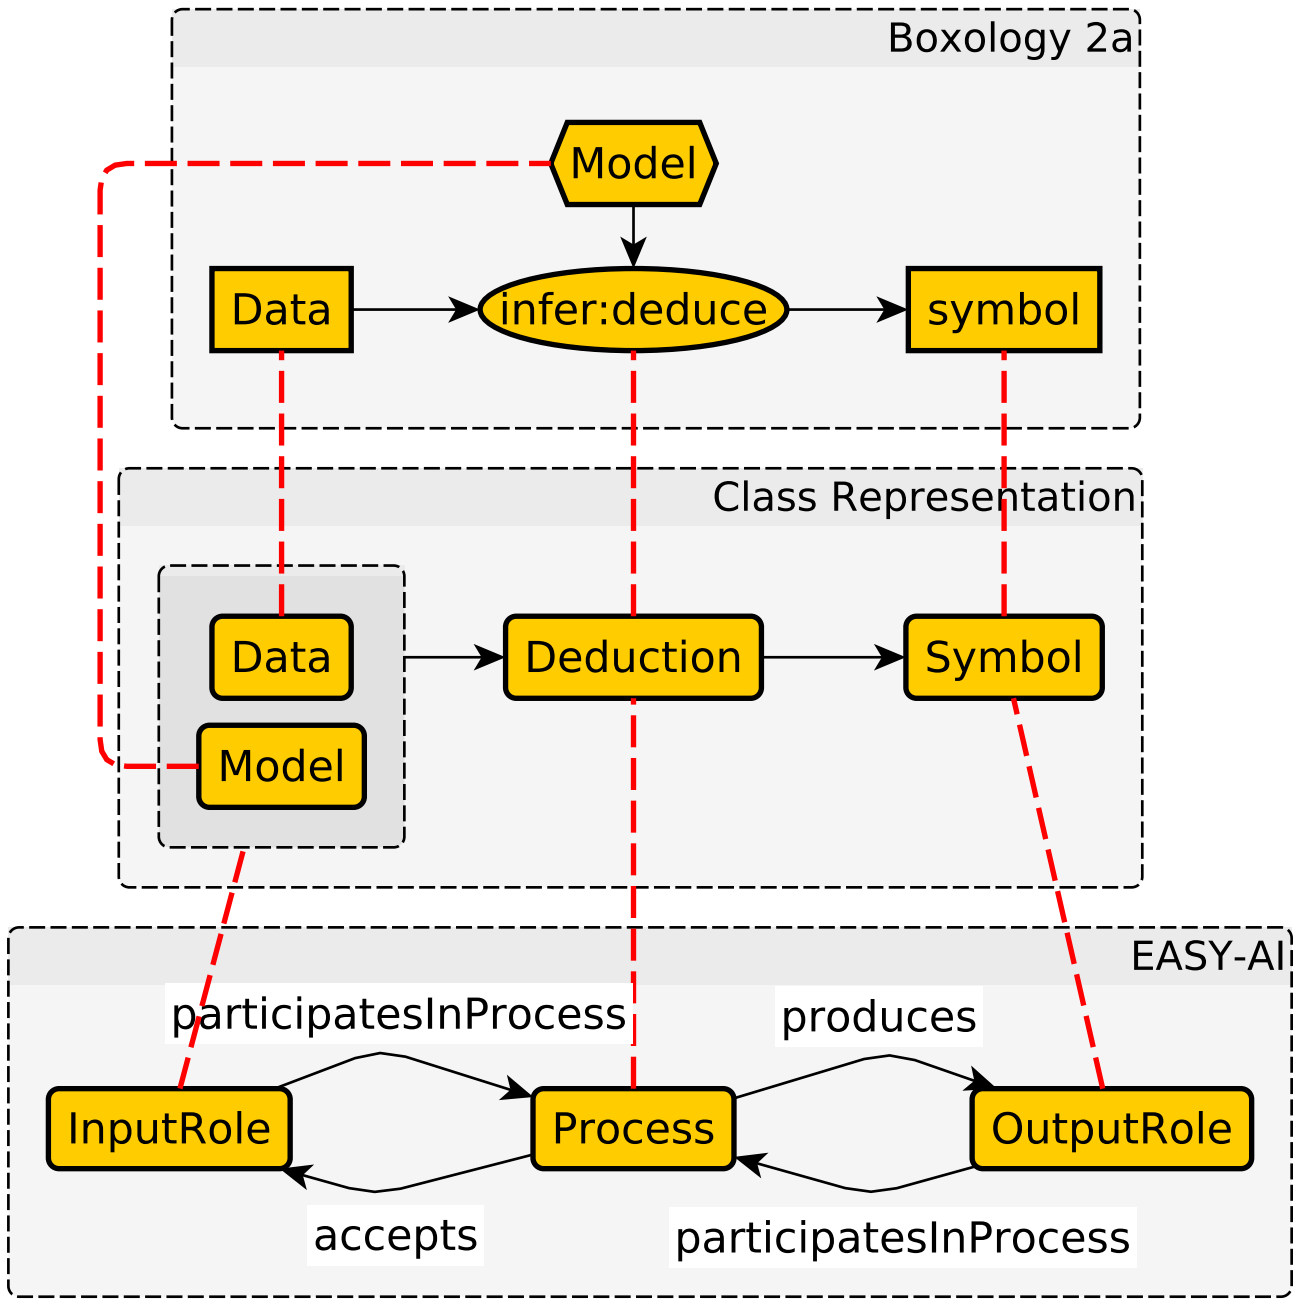 Boxology 2a
Model
Data
infer:deduce
symbol
Class Representation
Data
Deduction
Symbol
Model
EASY-AI
participatesInProcess
produces
InputRole
Process
OutputRole
accepts
participatesInProcess